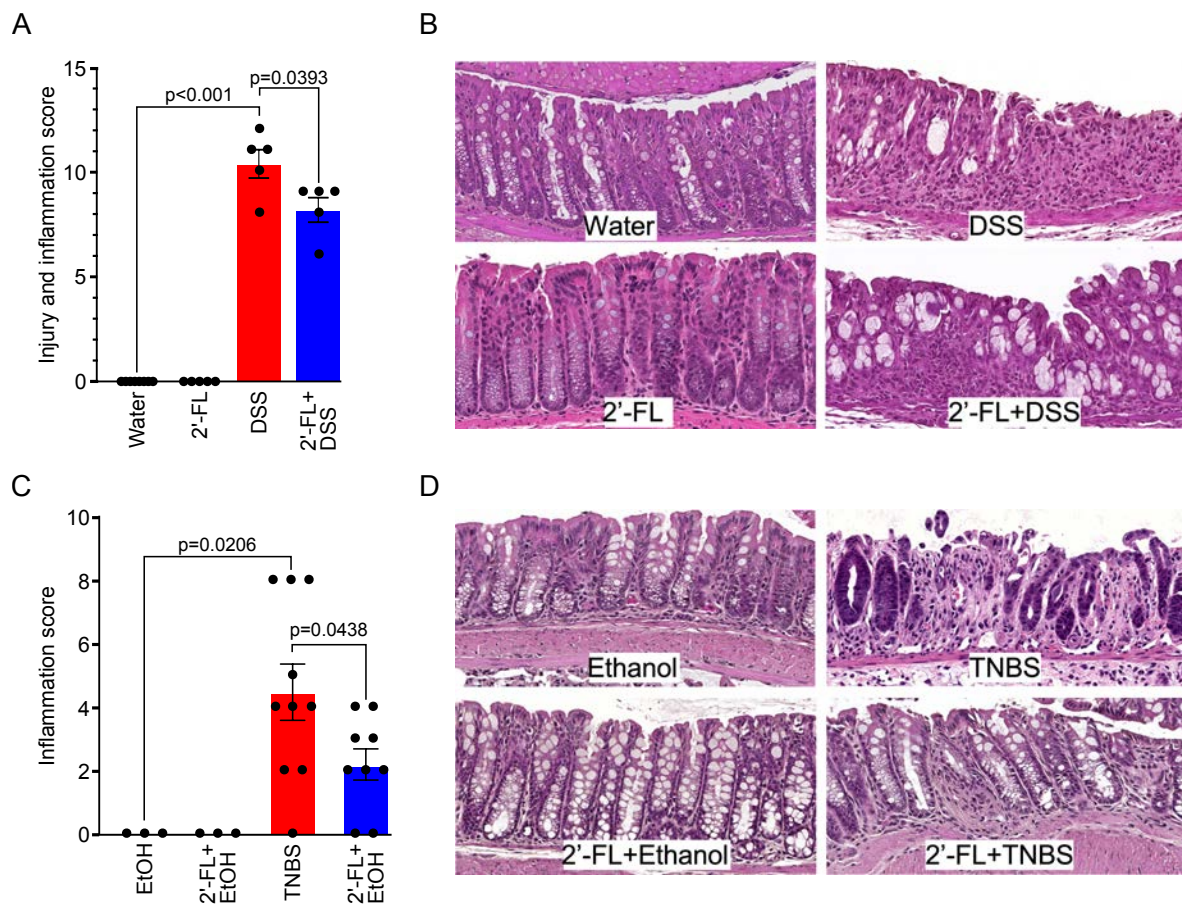 A
Injury and inflammation score
15
10
5
0
p<0.001
p=0.0393
Water
2'-FL
DSS
2'-FL+
DSS
B
Water
DSS
2'-FL
2'-FL+DSS
C
Inflammation score
10
8
6
4
2
0
p=0.0206
p=0.0438
EtOH
2'-FL+
EtOH
TNBS
2'-FL+
EtOH
D
Ethanol
TNBS
2'-FL+Ethanol
2'-FL+TNBS